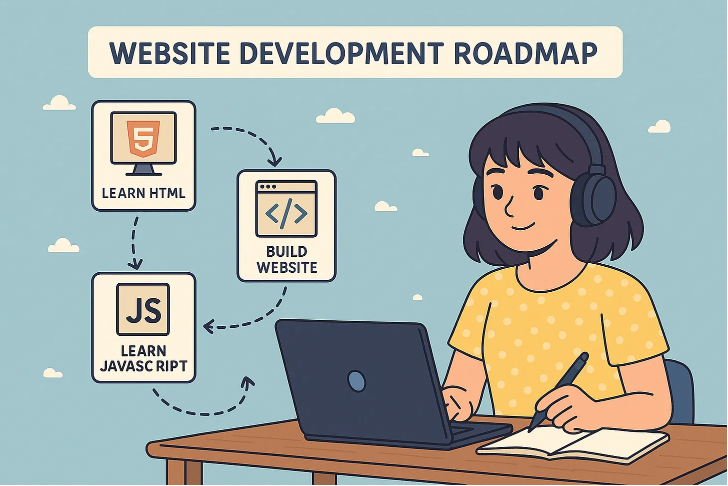 WEBSITE DEVELOPMENT ROADMAP
5
LEARN HTML
</>
BUILD
WEBSITE
JS
LEARN
JAVASC RIPT